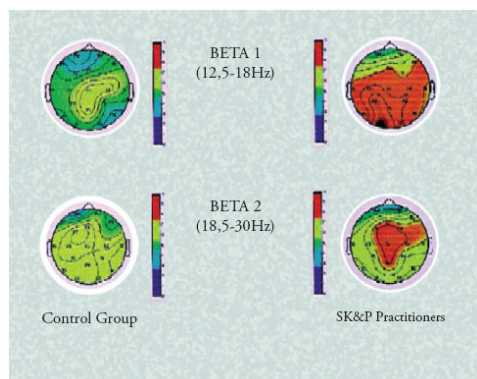 BETA 1
(12,5-18Hz)
BETA 2
(18,5-30Hz)
Control Group
SK&P Practitioners